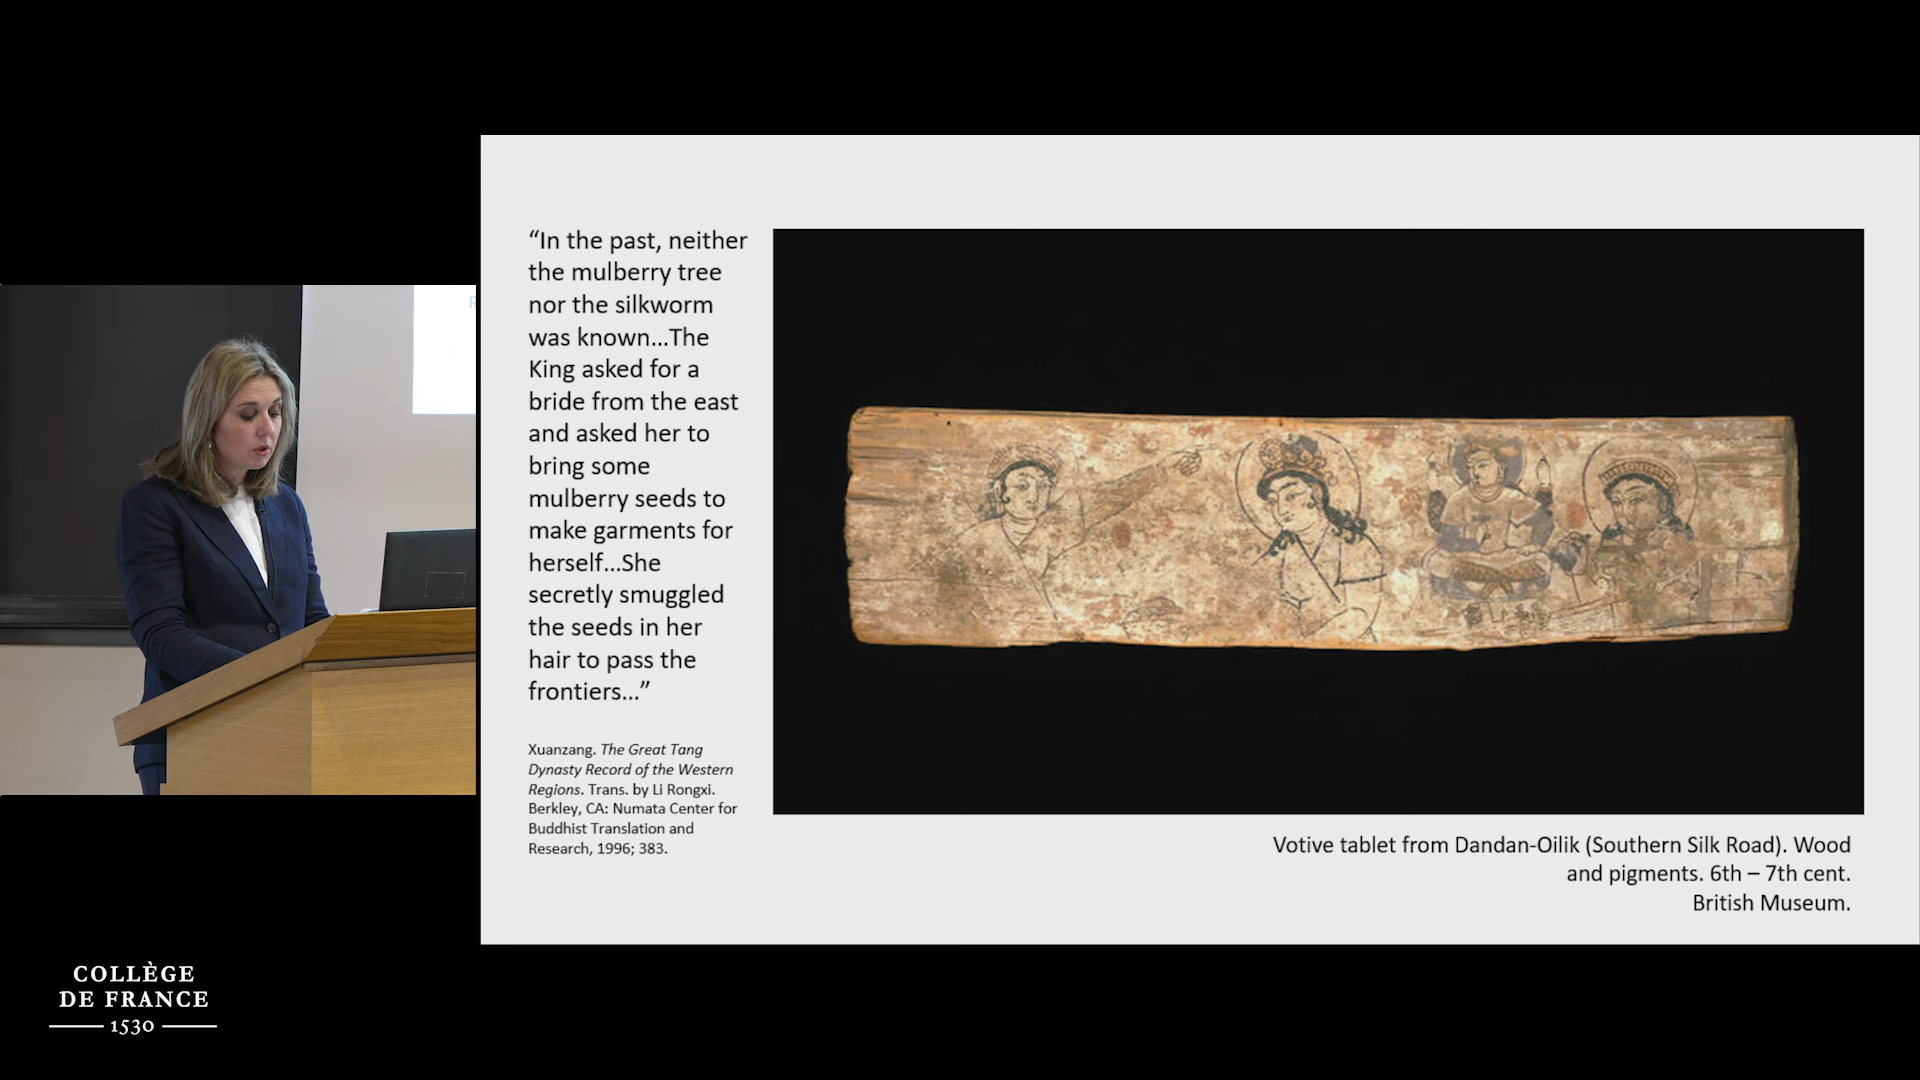 “In the past, neither
the mulberry tree
nor the silkworm
was known…The
King asked for a
bride from the east
and asked her to
bring some
mulberry seeds to
make garments for
herself…She
secretly smuggled
the seeds in her
hair to pass the
frontiers…”
Xuanzang. The Great Tang
Dynasty Record of the Western
Regions. Trans. by Li Rongxi.
Berkley, CA: Numata Center for
Buddhist Translation and
Research, 1996; 383.
Votive tablet from Dandan-Oilik (Southern Silk Road). Wood
and pigments. 6th – 7th cent.
British Museum.
COLLÈGE
DE FRANCE
1530